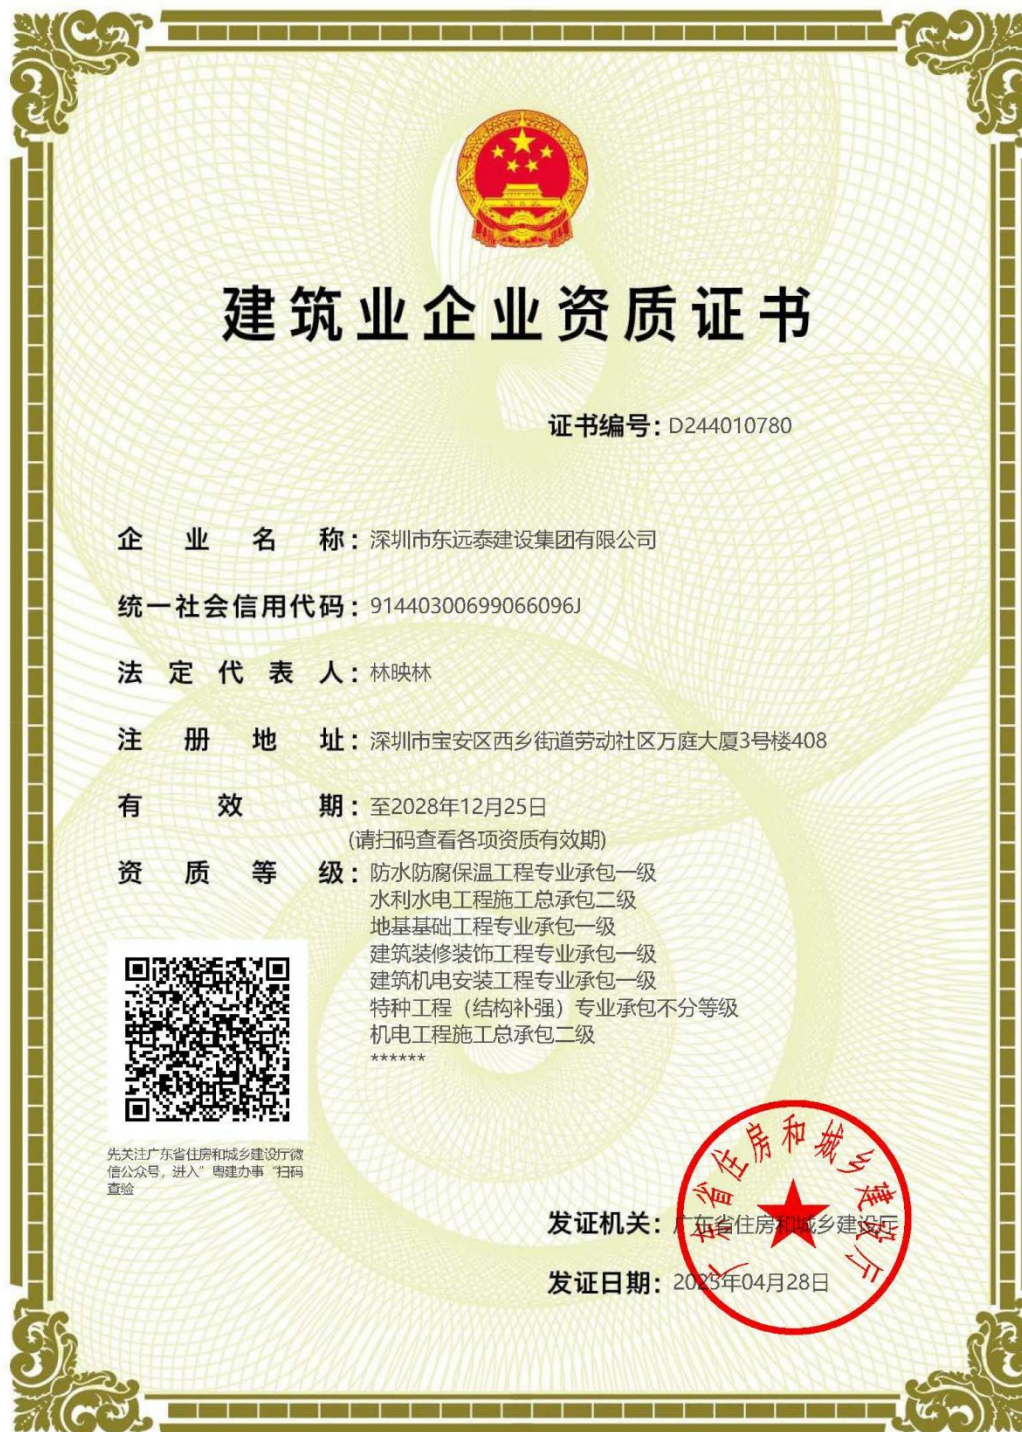 建筑业企业资质证书
证书编号：D244010780
企业名称：深圳市东远泰建设集团有限公司
统一社会信用代码：91440300699066096J
法定代表人：林映林
注册地址：深圳市宝安区西乡街道劳动社区万庭大厦3号楼408
有效期：至2028年12月25日
(请扫码查看各项资质有效期)
资质等级：防水防腐保温工程专业承包一级
水利水电工程施工总承包二级
地基基础工程专业承包一级
建筑装修装饰工程专业承包一级
建筑机电安装工程专业承包一级
特种工程（结构补强）专业承包不分等级
机电工程施工总承包二级
******
先关注广东省住房和城乡建设厅微
信公众号，进入”粤建办事“扫码
查验
广东省住房和城乡建设厅
发证机关：广东省住房和城乡建设厅
发证日期：2025年04月28日